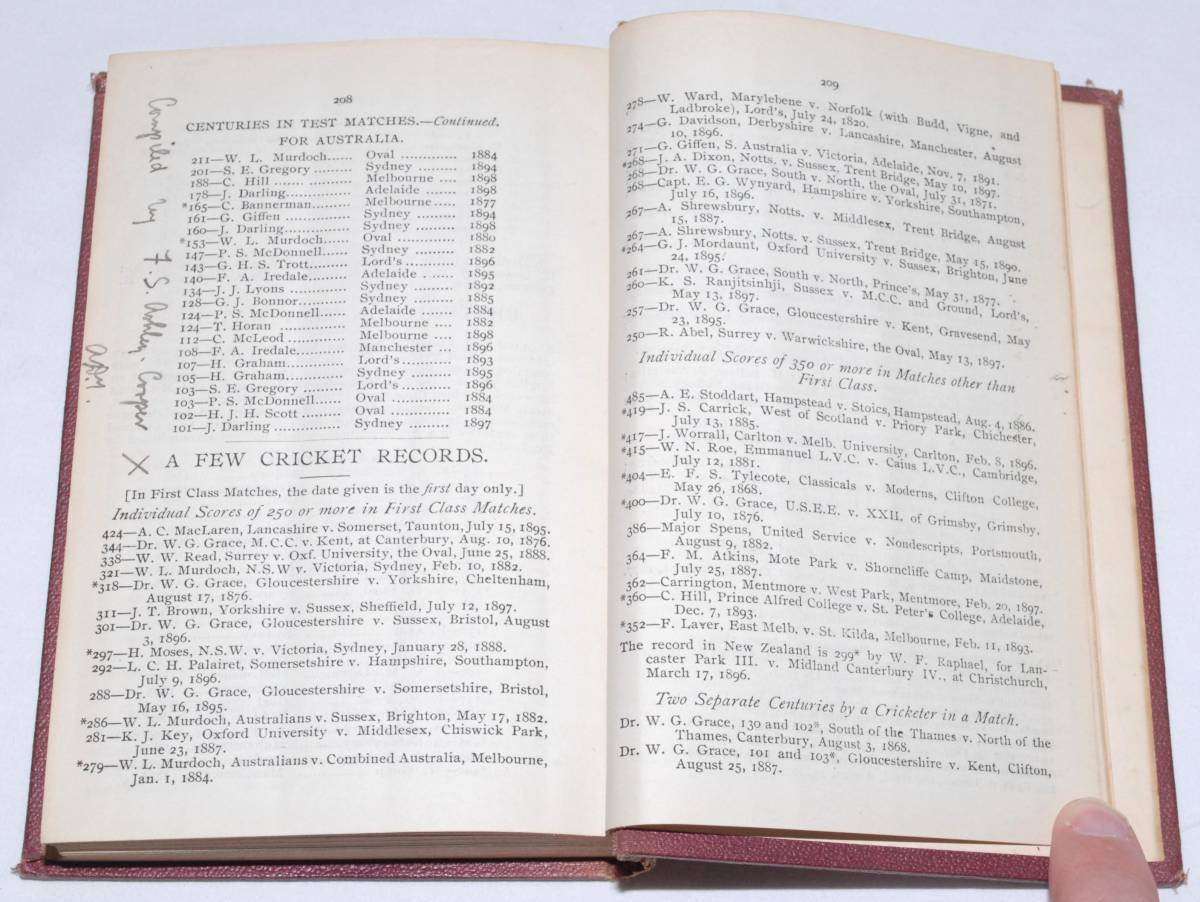 208
CENTURIES IN TEST MATCHES.—Continued.
FOR AUSTRALIA.
211—W. L. Murdoch...... Oval ............. 1884
201—S. E. Gregory ......... Sydney ......... 1894
188—C. Hill ....... ........... Melbourne .... 1898
178—J. Darling............... Adelaide ....... 1898
*165—C. Bannerman......... Melbourne..... 1877
161—G. Giffen ............... Sydney ......... 1894
160—J. Darling............... Sydney ......... 1898
*153—W. L. Murdoch...... Oval ............. 1880
147—P. S. McDonnell...... Sydney ......... 1882
143—G. H. S. Trott......... Lord's ........... 1896
140—F. A. Iredale........... Adelaide ....... 1895
134—J. J. Lyons ............ Sydney ......... 1892
128—G. J. Bonnor........... Sydney ......... 1885
124—P. S. McDonnell...... Adelaide ....... 1884
124—T. Horan ............... Melbourne .... 1882
112—C. McLeod ............. Melbourne .... 1898
108—F. A. Iredale............ Manchester ... 1896
107—H. Graham.............. Lord's............ 1893
105—H. Graham.............. Sydney ......... 1895
103—S. E. Gregory ......... Lord's ........... 1896
103—P. S. McDonnell...... Oval ............. 1884
102—H. J. H. Scott ......... Oval ............. 1884
101—J. Darling ............... Sydney ......... 1897
Compiled by F. S. Ashley-Cooper
X A FEW CRICKET RECORDS.
[In First Class Matches, the date given is the first day only.]
Individual Scores of 250 or more in First Class Matches.
424—A. C. MacLaren, Lancashire v. Somerset, Taunton, July 15, 1895.
344—Dr. W. G. Grace, M.C.C. v. Kent, at Canterbury, Aug. 10, 1876.
338—W. W. Read, Surrey v. Oxf. University, the Oval, June 25, 1888.
321—W. L. Murdoch, N.S.W v. Victoria, Sydney, Feb. 10, 1882.
*318—Dr. W. G. Grace, Gloucestershire v. Yorkshire, Cheltenham,
August 17, 1876.
311—J. T. Brown, Yorkshire v. Sussex, Sheffield, July 12, 1897.
301—Dr. W. G. Grace, Gloucestershire v. Sussex, Bristol, August
3, 1896.
*297—H. Moses, N.S.W. v. Victoria, Sydney, January 28, 1888.
292—L. C. H. Palairet, Somersetshire v. Hampshire, Southampton,
July 9, 1896.
288—Dr. W. G. Grace, Gloucestershire v. Somersetshire, Bristol,
May 16, 1895.
*286—W. L. Murdoch, Australians v. Sussex, Brighton, May 17, 1882.
281—K. J. Key, Oxford University v. Middlesex, Chiswick Park,
June 23, 1887.
*279—W. L. Murdoch, Australians v. Combined Australia, Melbourne,
Jan. 1, 1884.
209
278—W. Ward, Marylebene v. Norfolk (with Budd, Vigne, and
Ladbroke), Lord's, July 24, 1820.
274—G. Davidson, Derbyshire v. Lancashire, Manchester, August
10, 1896.
271—G. Giffen, S. Australia v. Victoria, Adelaide, Nov. 7, 1891.
*268—J. A. Dixon, Notts. v. Sussex, Trent Bridge, May 10, 1897.
268—Dr. W. G. Grace, South v. North, the Oval, July 31, 1871.
268—Capt. E. G. Wynyard, Hampshire v. Yorkshire, Southampton,
July 16, 1896.
267—A. Shrewsbury, Notts. v. Middlesex, Trent Bridge, August
15, 1887.
267—A. Shrewsbury, Notts. v. Sussex, Trent Bridge, May 15, 1890.
*264—G. J. Mordaunt, Oxford University v. Sussex, Brighton, June
24, 1895.
261—Dr. W. G. Grace, South v. North, Prince's, May 31, 1877.
260—K. S. Ranjitsinhji, Sussex v. M.C.C. and Ground, Lord's,
May 13, 1897.
257—Dr. W. G. Grace, Gloucestershire v. Kent, Gravesend, May
23, 1895.
250—R. Abel, Surrey v. Warwickshire, the Oval, May 13, 1897.
Individual Scores of 350 or more in Matches other than
First Class.
485—A. E. Stoddart, Hampstead v. Stoics, Hampstead, Aug. 4, 1886.
*419—J. S. Carrick, West of Scotland v. Priory Park, Chichester,
July 13, 1885.
*417—J. Worrall, Carlton v. Melb. University, Carlton, Feb. 8, 1896.
*415—W. N. Roe, Emmanuel L.V.C. v. Caius L.V.C., Cambridge,
July 12, 1881.
*404—E. F. S. Tylecote, Classicals v. Moderns, Clifton College,
May 26, 1868.
*400—Dr. W. G. Grace, U.S.E.E. v. XXII. of Grimsby, Grimsby,
July 10, 1876.
386—Major Spens, United Service v. Nondescripts, Portsmouth,
August 9, 1882.
364—F. M. Atkins, Mote Park v. Shorncliffe Camp, Maidstone,
July 25, 1887.
362—Carrington, Mentmore v. West Park, Mentmore, Feb. 20, 1897.
*360—C. Hill, Prince Alfred College v. St. Peter's College, Adelaide,
Dec. 7, 1893.
*352—F. Laver, East Melb. v. St. Kilda, Melbourne, Feb. 11, 1893.
The record in New Zealand is 299* by W. F. Raphael, for Lan-
caster Park III. v. Midland Canterbury IV., at Christchurch,
March 17, 1896.
Two Separate Centuries by a Cricketer in a Match.
Dr. W. G. Grace, 130 and 102*, South of the Thames v. North of the
Thames, Canterbury, August 3, 1868.
Dr. W. G. Grace, 101 and 103*, Gloucestershire v. Kent, Clifton,
August 25, 1887.